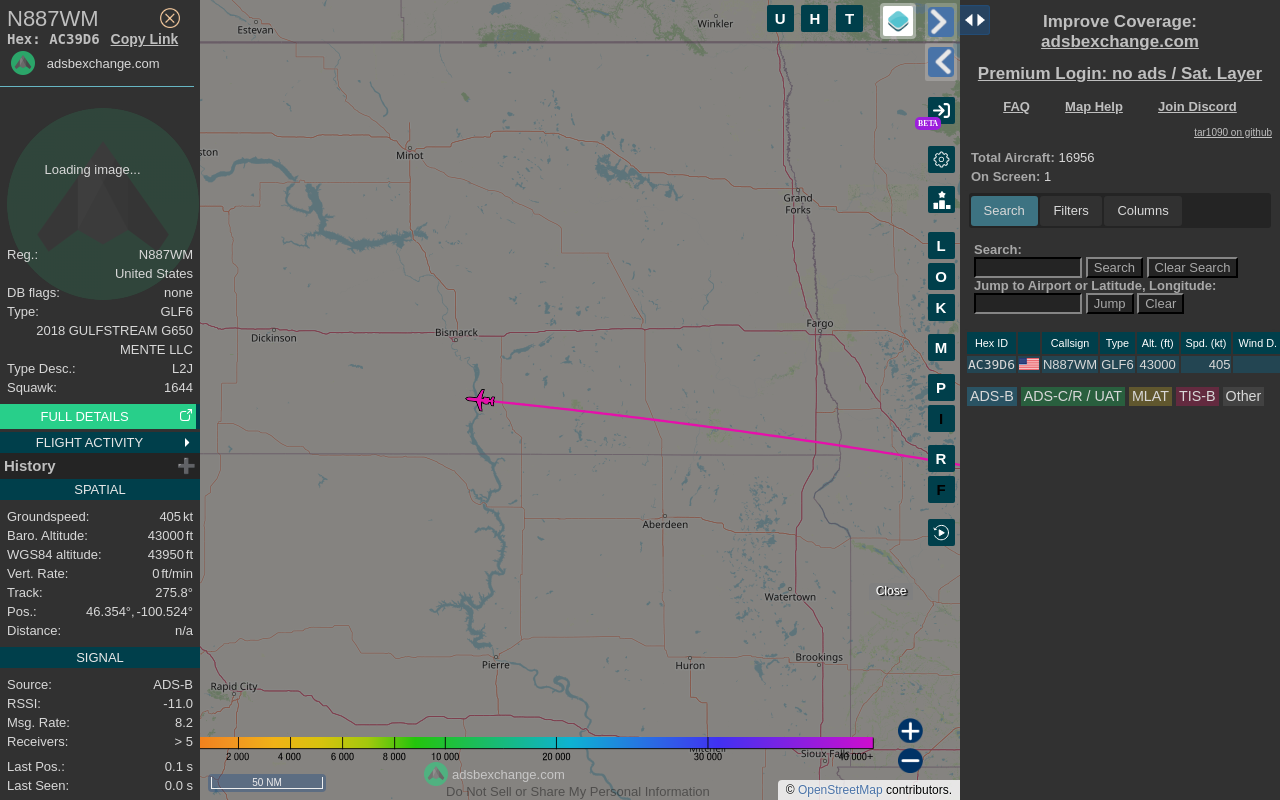 N887WM
Hex: AC39D6 Copy Link
adsbexchange.com
Loading image...
Reg.: N887WM
United States
DB flags: none
Type: GLF6
2018 GULFSTREAM G650
MENTE LLC
Type Desc.: L2J
Squawk: 1644
FULL DETAILS
FLIGHT ACTIVITY
History
SPATIAL
Groundspeed: 405 kt
Baro. Altitude: 43000 ft
WGS84 altitude: 43950 ft
Vert. Rate: 0 ft/min
Track: 275.8°
Pos.: 46.354°, -100.524°
Distance: n/a
SIGNAL
Source: ADS-B
RSSI: -11.0
Msg. Rate: 8.2
Receivers: > 5
Last Pos.: 0.1 s
Last Seen: 0.0 s
Estevan
Winkler
ston
Minot
Grand
Forks
Dickinson
Bismarck
Fargo
Aberdeen
Watertown
Pierre
Huron
Brookings
Rapid City
Mitchell
Sioux Falls
Close
U H T
BETA
L
O
K
M
P
I
R
F
2 000 4 000 6 000 8 000 10 000 20 000 30 000 40 000+
50 NM
adsbexchange.com
Do Not Sell or Share My Personal Information
© OpenStreetMap contributors.
Improve Coverage:
adsbexchange.com
Premium Login: no ads / Sat. Layer
FAQ Map Help Join Discord
tar1090 on github
Total Aircraft: 16956
On Screen: 1
Search Filters Columns
Search:
Search Clear Search
Jump to Airport or Latitude, Longitude:
Jump Clear
Hex ID Callsign Type Alt. (ft) Spd. (kt) Wind D.
AC39D6 N887WM GLF6 43000 405
ADS-B ADS-C/R / UAT MLAT TIS-B Other